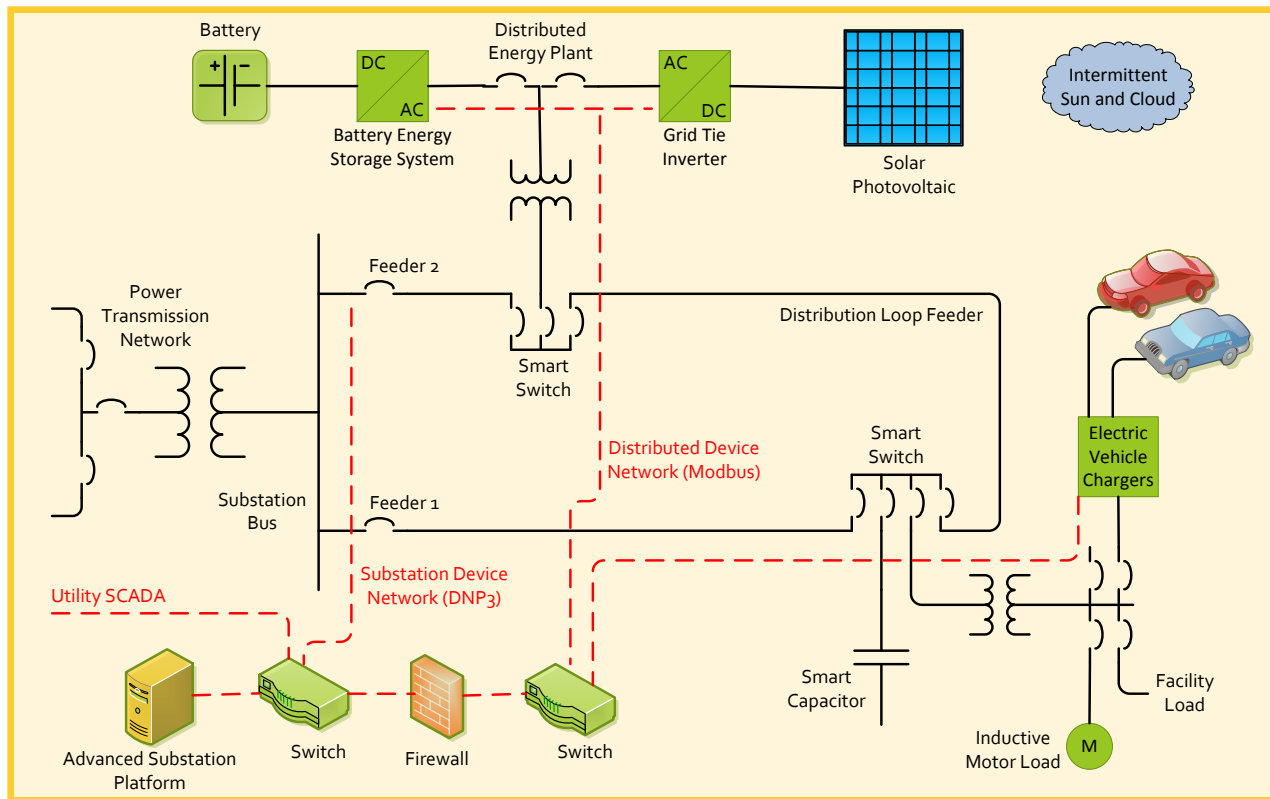 Battery
+ −
DC
AC
Battery Energy
Storage System
Distributed
Energy Plant
AC
DC
Grid Tie
Inverter
Solar
Photovoltaic
Intermittent
Sun and Cloud
Power
Transmission
Network
Feeder 2
Smart
Switch
Distribution Loop Feeder
Substation
Bus
Feeder 1
Distributed Device
Network (Modbus)
Smart
Switch
Electric
Vehicle
Chargers
Utility SCADA
Substation Device
Network (DNP3)
Advanced Substation
Platform
Switch
Firewall
Switch
Smart
Capacitor
Inductive
Motor Load
M
Facility
Load